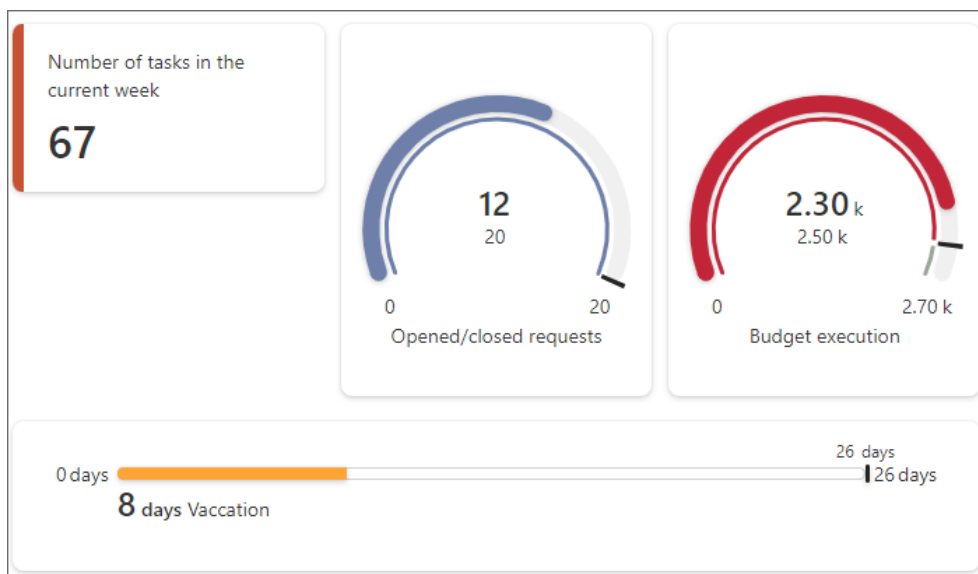 Number of tasks in the
current week
67
12
20
0
20
Opened/closed requests
2.30 k
2.50 k
0
2.70 k
Budget execution
26 days
0 days
26 days
8 days Vaccation